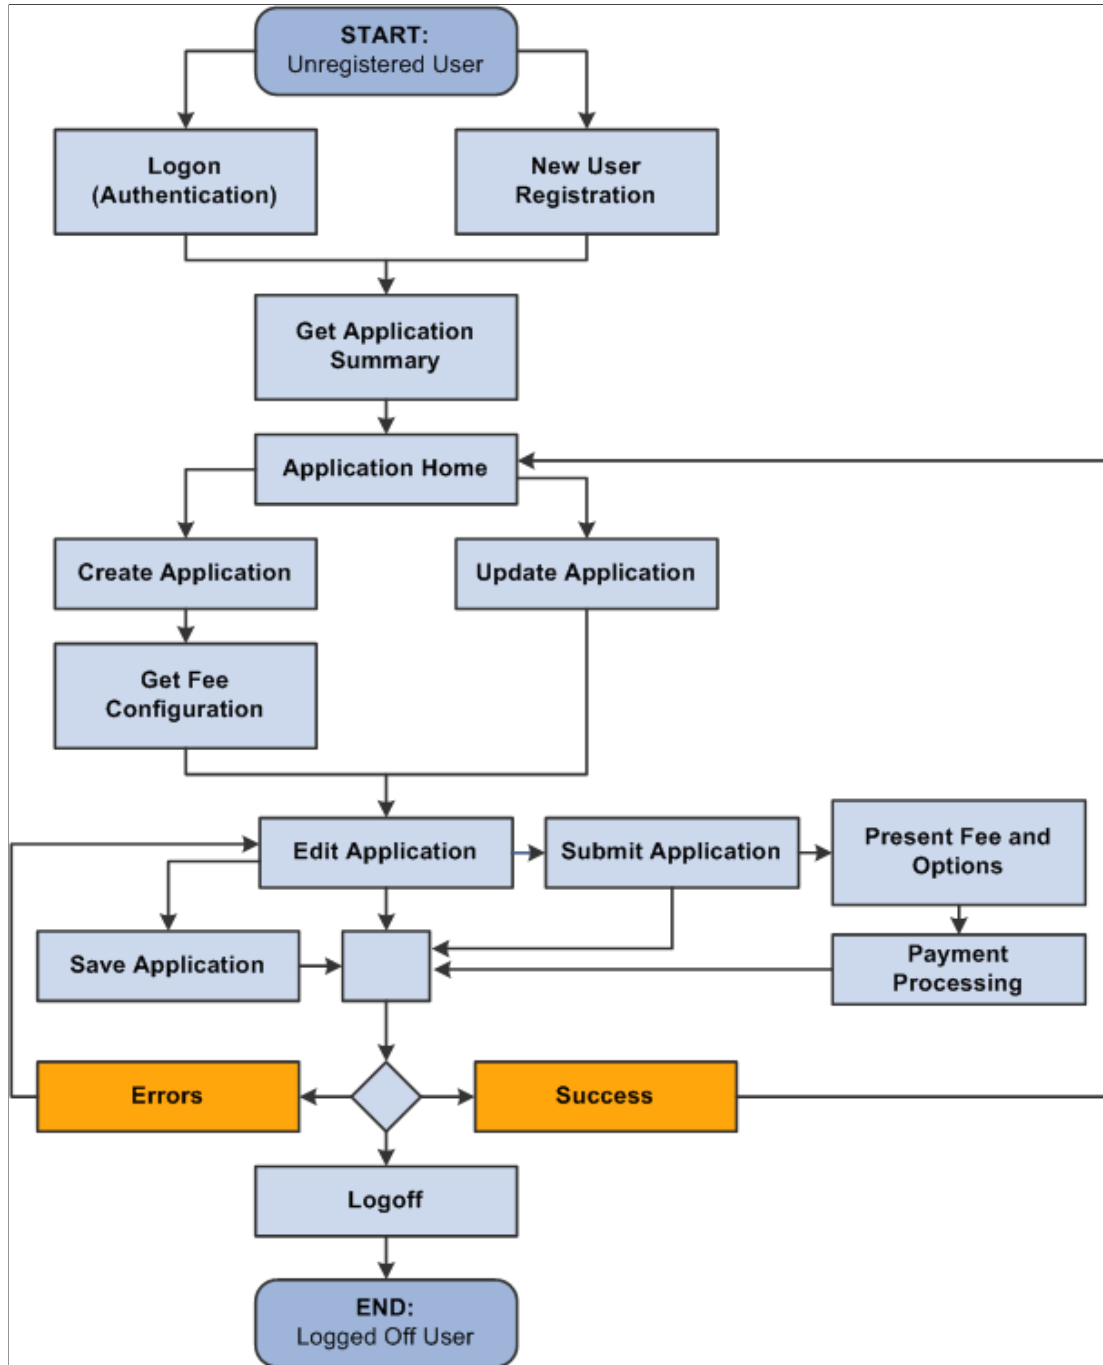 START:
Unregistered User
Logon
(Authentication)
New User
Registration
Get Application
Summary
Application Home
Create Application
Update Application
Get Fee
Configuration
Edit Application
Submit Application
Present Fee and
Options
Save Application
Payment
Processing
Errors
Success
Logoff
END:
Logged Off User